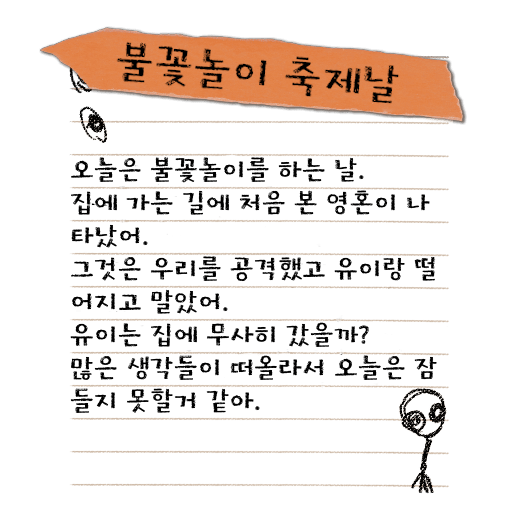 불꽃놀이 축제날
오늘은 불꽃놀이를 하는 날.
집에 가는 길에 처음 본 영혼이 나
타났어.
그것은 우리를 공격했고 유이랑 떨
어지고 말았어.
유이는 집에 무사히 갔을까?
많은 생각들이 떠올라서 오늘은 잠
들지 못할거 같아.